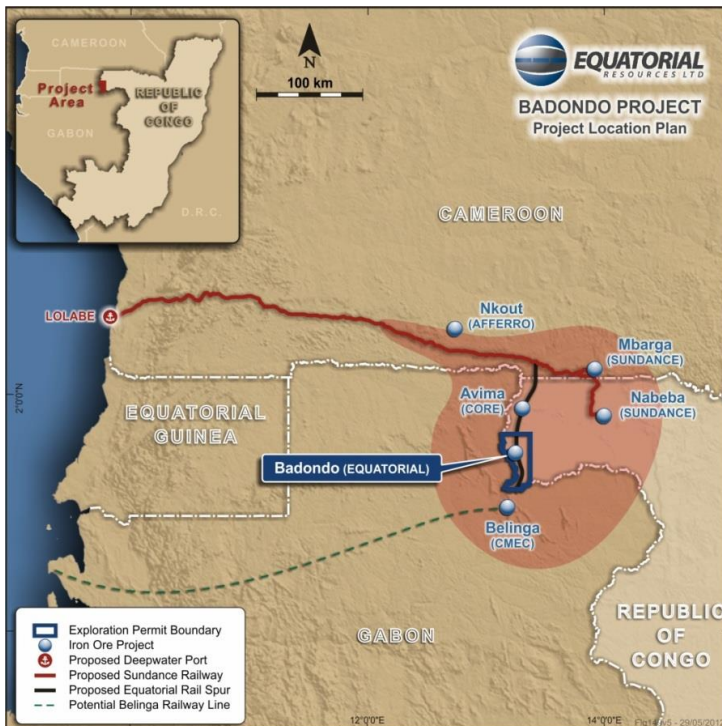 CAMEROON
Project
Area
REPUBLIC
OF
CONGO
GABON
D.R.C.
N
100 km
EQUATORIAL
RESOURCES LTD
BADONDO PROJECT
Project Location Plan
CAMEROON
LOLABE
Nkout
(AFFERRO)
Mbarga
(SUNDANCE)
2°0'0"N
EQUATORIAL
GUINEA
Avima
(CORE)
Nabeba
(SUNDANCE)
Badondo (EQUATORIAL)
Belinga
(CMEC)
GABON
REPUBLIC
OF
CONGO
Exploration Permit Boundary
Iron Ore Project
Proposed Deepwater Port
Proposed Sundance Railway
Proposed Equatorial Rail Spur
Potential Belinga Railway Line
12°0'0"E
14°0'0"E